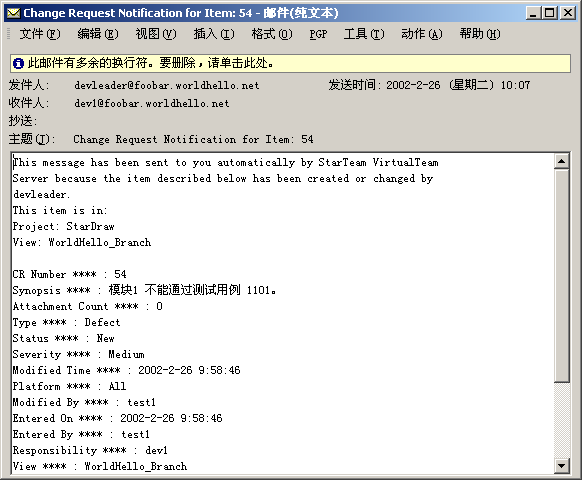 Change Request Notification for Item: 54 - 邮件(纯文本)
文件(F) 编辑(E) 视图(V) 插入(I) 格式(O) PGP 工具(T) 动作(A) 帮助(H)
此邮件有多余的换行符。要删除，请单击此处。
发件人: devleader@foobar.worldhello.net 发送时间: 2002-2-26 (星期二) 10:07
收件人: dev1@foobar.worldhello.net
抄送:
主题(J): Change Request Notification for Item: 54
This message has been sent to you automatically by StarTeam VirtualTeam
Server because the item described below has been created or changed by
devleader.
This item is in:
Project: StarDraw
View: WorldHello_Branch
CR Number **** : 54
Synopsis **** : 模块1 不能通过测试用例 1101。
Attachment Count **** : 0
Type **** : Defect
Status **** : New
Severity **** : Medium
Modified Time **** : 2002-2-26 9:58:46
Platform **** : All
Modified By **** : test1
Entered On **** : 2002-2-26 9:58:46
Entered By **** : test1
Responsibility **** : dev1
View **** : WorldHello_Branch